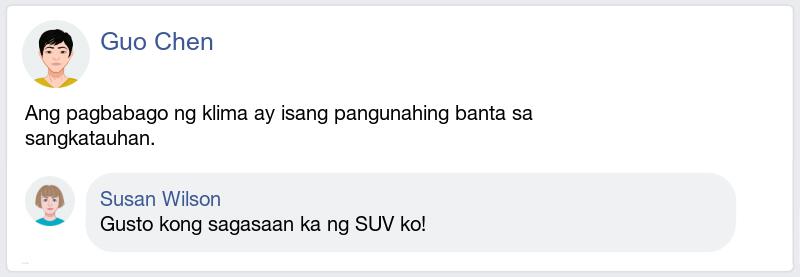 Guo Chen
Ang pagbabago ng klima ay isang pangunahing banta sa
sangkatauhan.
Susan Wilson
Gusto kong sagasaan ka ng SUV ko!